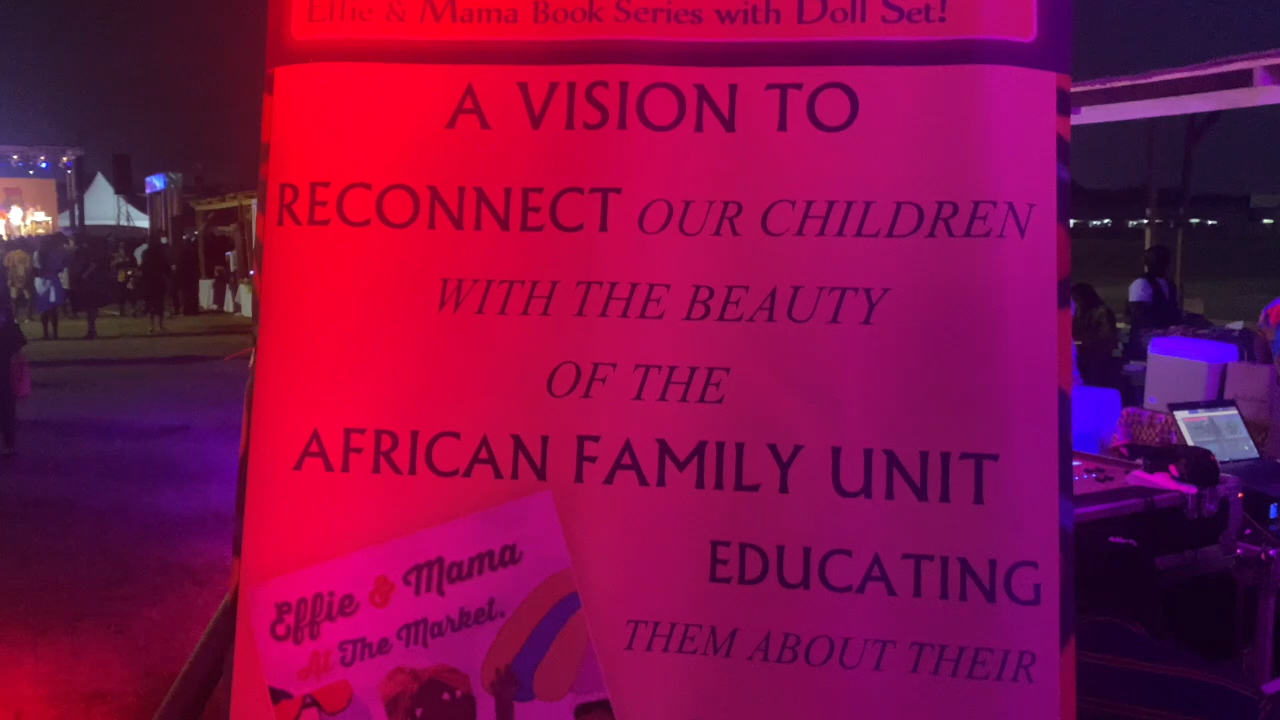 Effie & Mama Book Series with Doll Set!
A VISION TO
RECONNECT OUR CHILDREN
WITH THE BEAUTY
OF THE
AFRICAN FAMILY UNIT
EDUCATING
THEM ABOUT THEIR
Effie & Mama
At The Market.